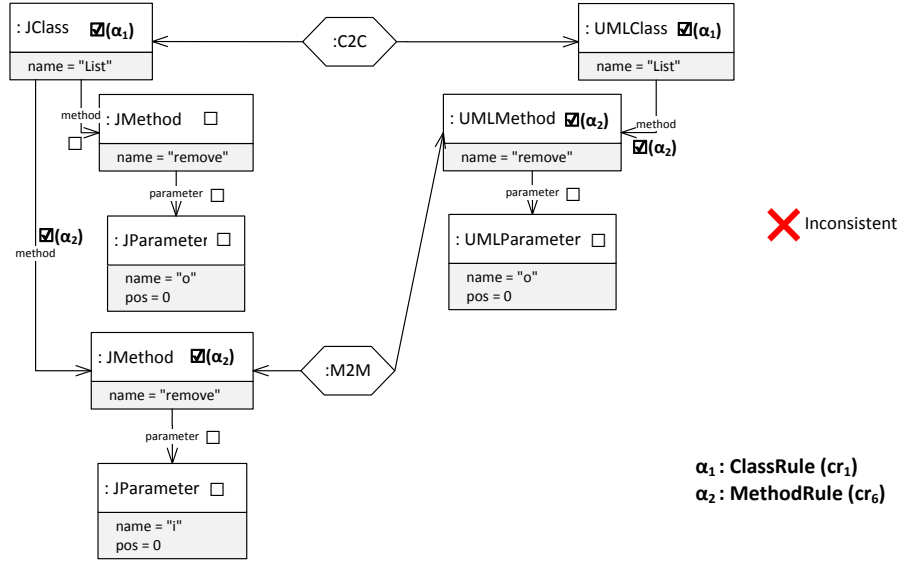 : JClass ☑(α₁)
name = "List"
:C2C
: UMLClass ☑(α₁)
name = "List"
method
☐
: JMethod ☐
name = "remove"
: UMLMethod ☑(α₂)
name = "remove"
method
☑(α₂)
parameter ☐
: JParameter ☐
name = "o"
pos = 0
parameter ☐
: UMLParameter ☐
name = "o"
pos = 0
Inconsistent
☑(α₂)
method
: JMethod ☑(α₂)
name = "remove"
:M2M
parameter ☐
: JParameter ☐
name = "i"
pos = 0
α₁ : ClassRule (cr₁)
α₂ : MethodRule (cr₆)